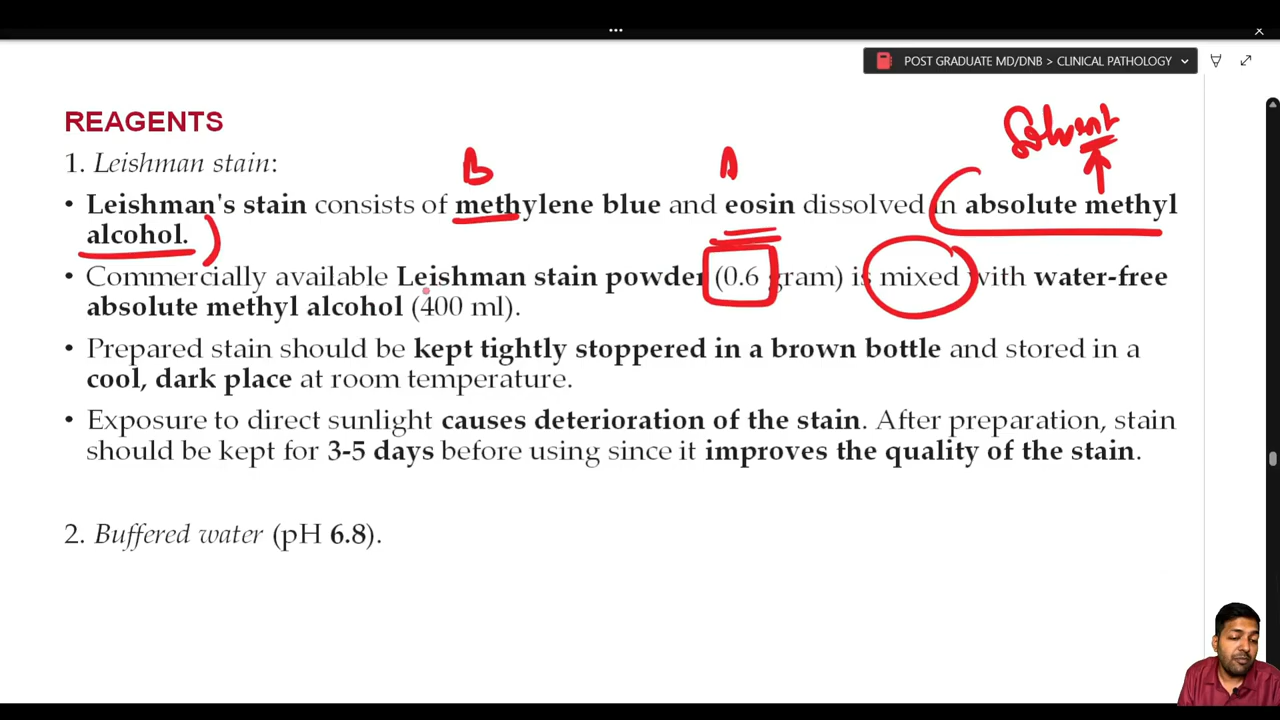 POST GRADUATE MD/DNB > CLINICAL PATHOLOGY
REAGENTS
Solvent
1. Leishman stain:
B A
• Leishman's stain consists of methylene blue and eosin dissolved in absolute methyl
alcohol.
• Commercially available Leishman stain powder (0.6 gram) is mixed with water-free
absolute methyl alcohol (400 ml).
• Prepared stain should be kept tightly stoppered in a brown bottle and stored in a
cool, dark place at room temperature.
• Exposure to direct sunlight causes deterioration of the stain. After preparation, stain
should be kept for 3-5 days before using since it improves the quality of the stain.
2. Buffered water (pH 6.8).